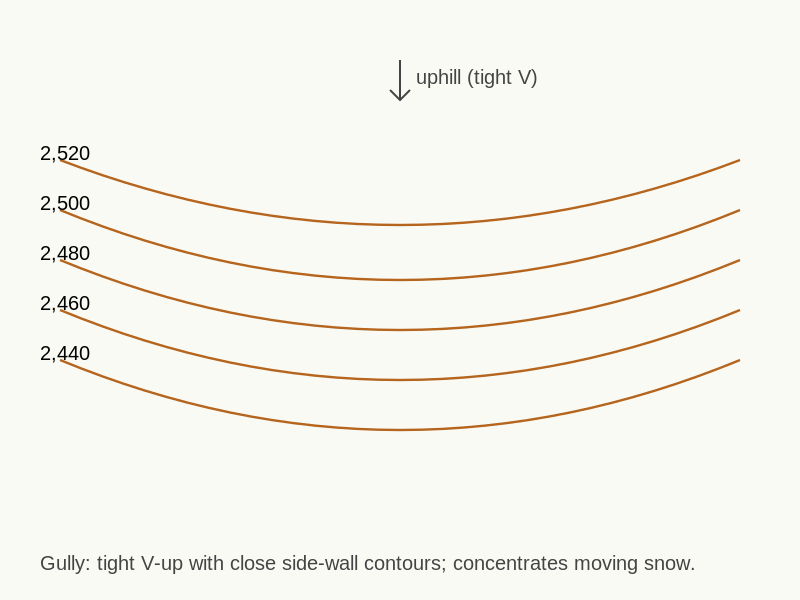 uphill (tight V)
2,520
2,500
2,480
2,460
2,440
Gully: tight V-up with close side-wall contours; concentrates moving snow.